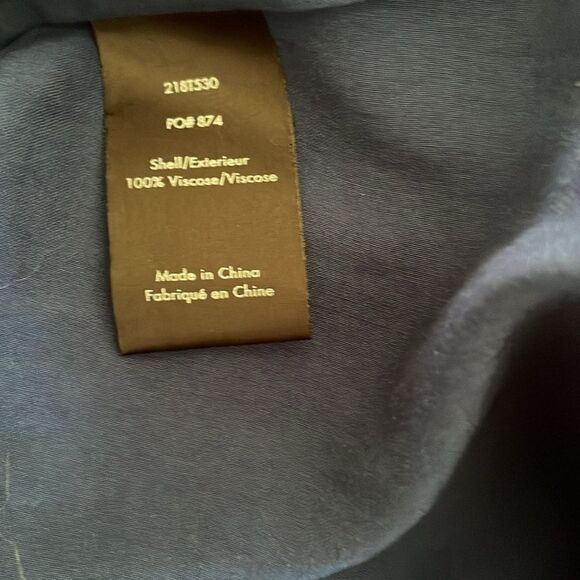 218T530
PO# 874
Shell/Exterieur
100% Viscose/Viscose
Made in China
Fabriqué en Chine